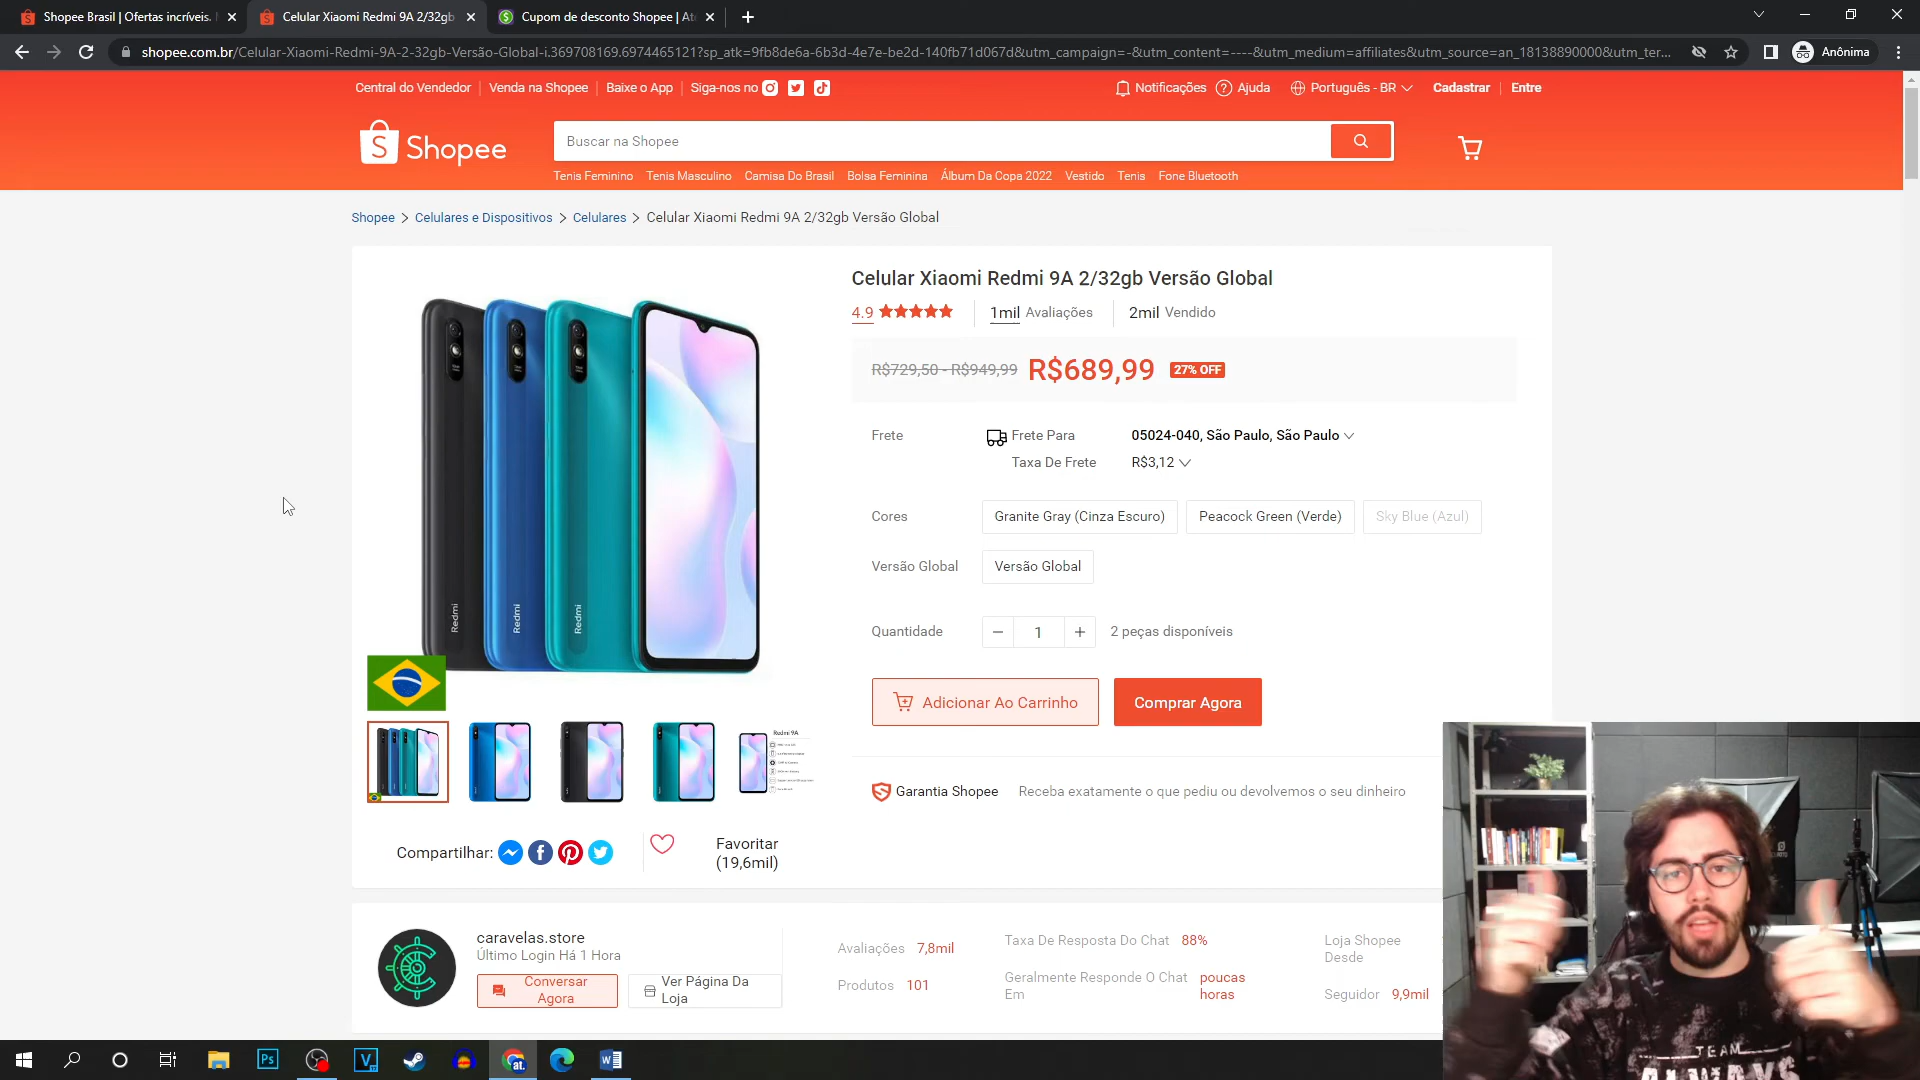 Shopee Brasil | Ofertas incríveis.
Celular Xiaomi Redmi 9A 2/32gb
Cupom de desconto Shopee | At
shopee.com.br/Celular-Xiaomi-Redmi-9A-2-32gb-Versão-Global-i.369708169.6974465121?sp_atk=9fb8de6a-6b3d-4e7e-be2d-140fb71d067d&utm_campaign=-&utm_content=----&utm_medium=affiliates&utm_source=an_18138890000&utm_ter...
Anônima
Central do Vendedor | Venda na Shopee | Baixe o App | Siga-nos no
Notificações
Ajuda
Português - BR
Cadastrar | Entre
Shopee
Buscar na Shopee
Tenis Feminino Tenis Masculino Camisa Do Brasil Bolsa Feminina Álbum Da Copa 2022 Vestido Tenis Fone Bluetooth
Shopee > Celulares e Dispositivos > Celulares > Celular Xiaomi Redmi 9A 2/32gb Versão Global
Celular Xiaomi Redmi 9A 2/32gb Versão Global
4.9
1mil Avaliações
2mil Vendido
R$729,50 - R$949,99 R$689,99 27% OFF
Frete
Frete Para 05024-040, São Paulo, São Paulo
Taxa De Frete R$3,12
Cores Granite Gray (Cinza Escuro) Peacock Green (Verde) Sky Blue (Azul)
Versão Global Versão Global
Quantidade − 1 + 2 peças disponíveis
Adicionar Ao Carrinho
Comprar Agora
Garantia Shopee Receba exatamente o que pediu ou devolvemos o seu dinheiro
Redmi
Redmi
Redmi
Redmi 9A
Compartilhar:
Favoritar
(19,6mil)
caravelas.store
Último Login Há 1 Hora
Conversar
Agora
Ver Página Da
Loja
Avaliações 7,8mil
Produtos 101
Taxa De Resposta Do Chat 88%
Geralmente Responde O Chat
Em
poucas
horas
Loja Shopee
Desde
Seguidor 9,9mil
Ps
V
at.
W
TEAM
ALWAYS